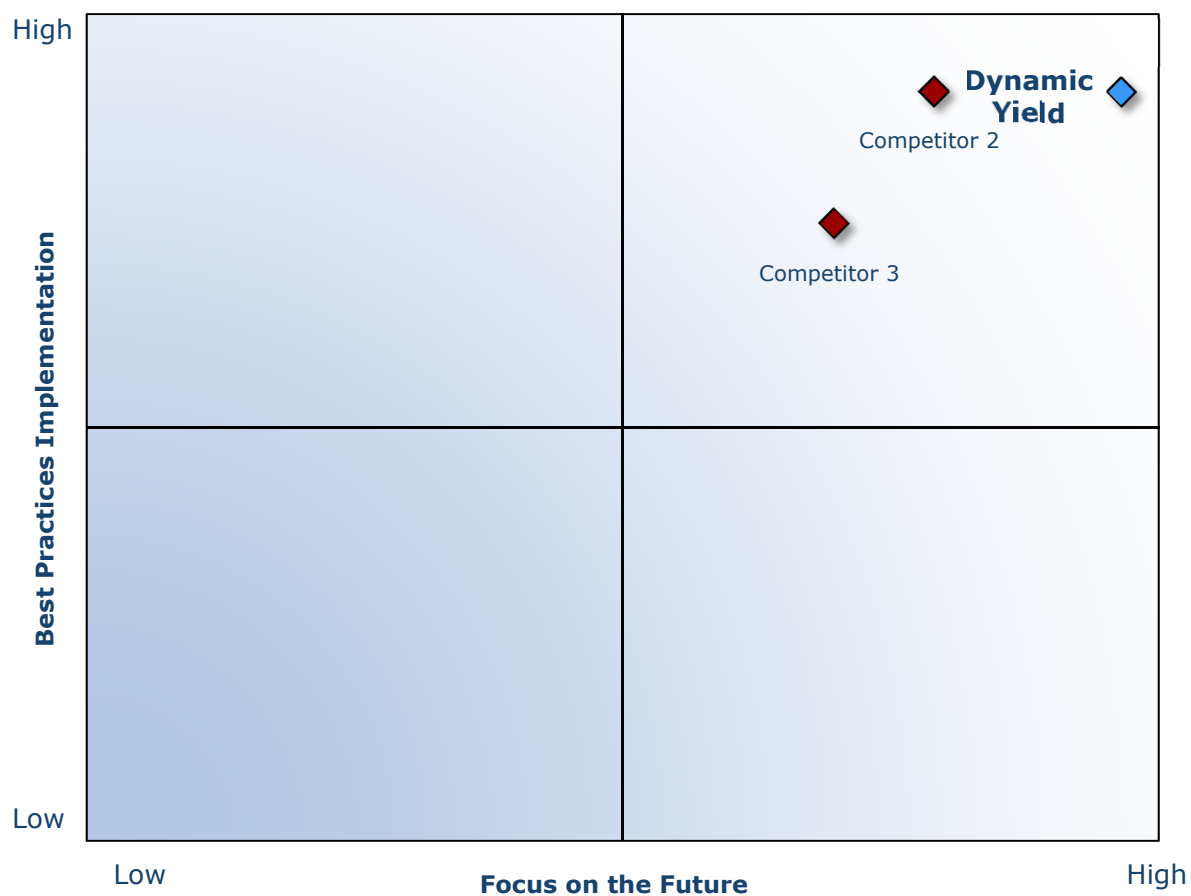 High
Dynamic
Yield
Competitor 2
Competitor 3
Best Practices Implementation
Low
Low
High
Focus on the Future